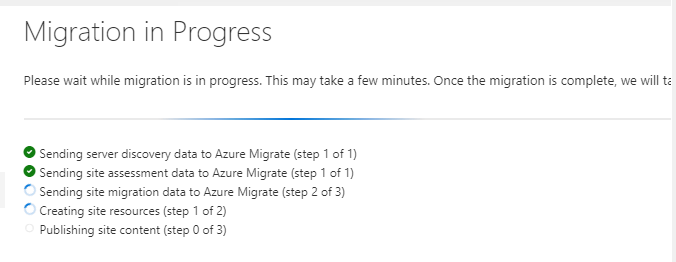 Migration in Progress
Please wait while migration is in progress. This may take a few minutes. Once the migration is complete, we will ta
Sending server discovery data to Azure Migrate (step 1 of 1)
Sending site assessment data to Azure Migrate (step 1 of 1)
Sending site migration data to Azure Migrate (step 2 of 3)
Creating site resources (step 1 of 2)
Publishing site content (step 0 of 3)